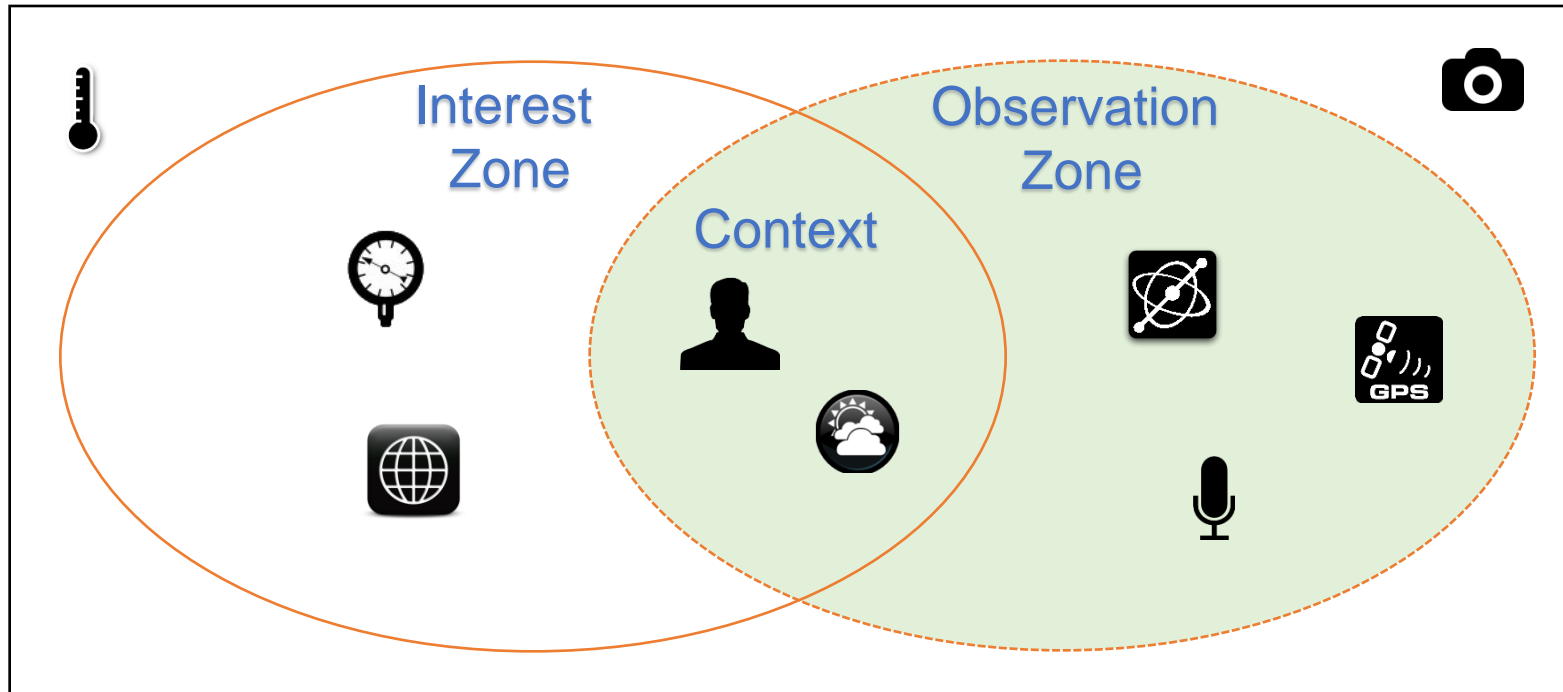 Interest
Zone
Observation
Zone
Context
GPS